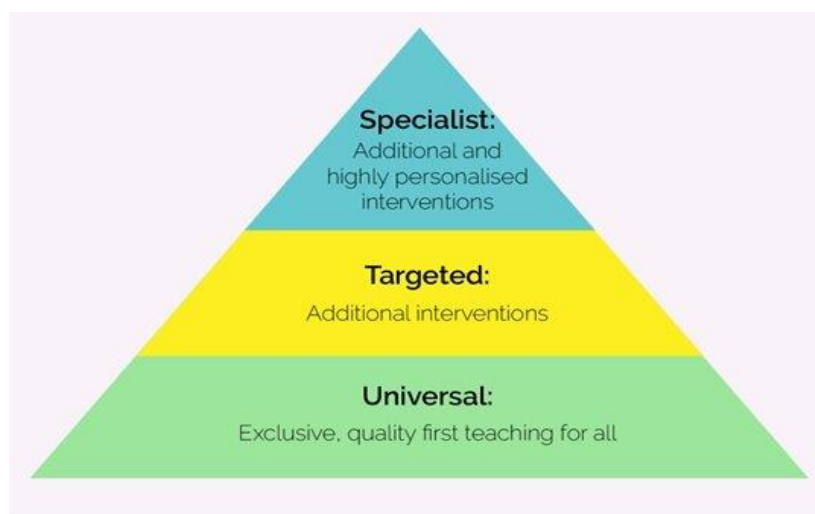 Specialist:
Additional and
highly personalised
interventions
Targeted:
Additional interventions
Universal:
Exclusive, quality first teaching for all